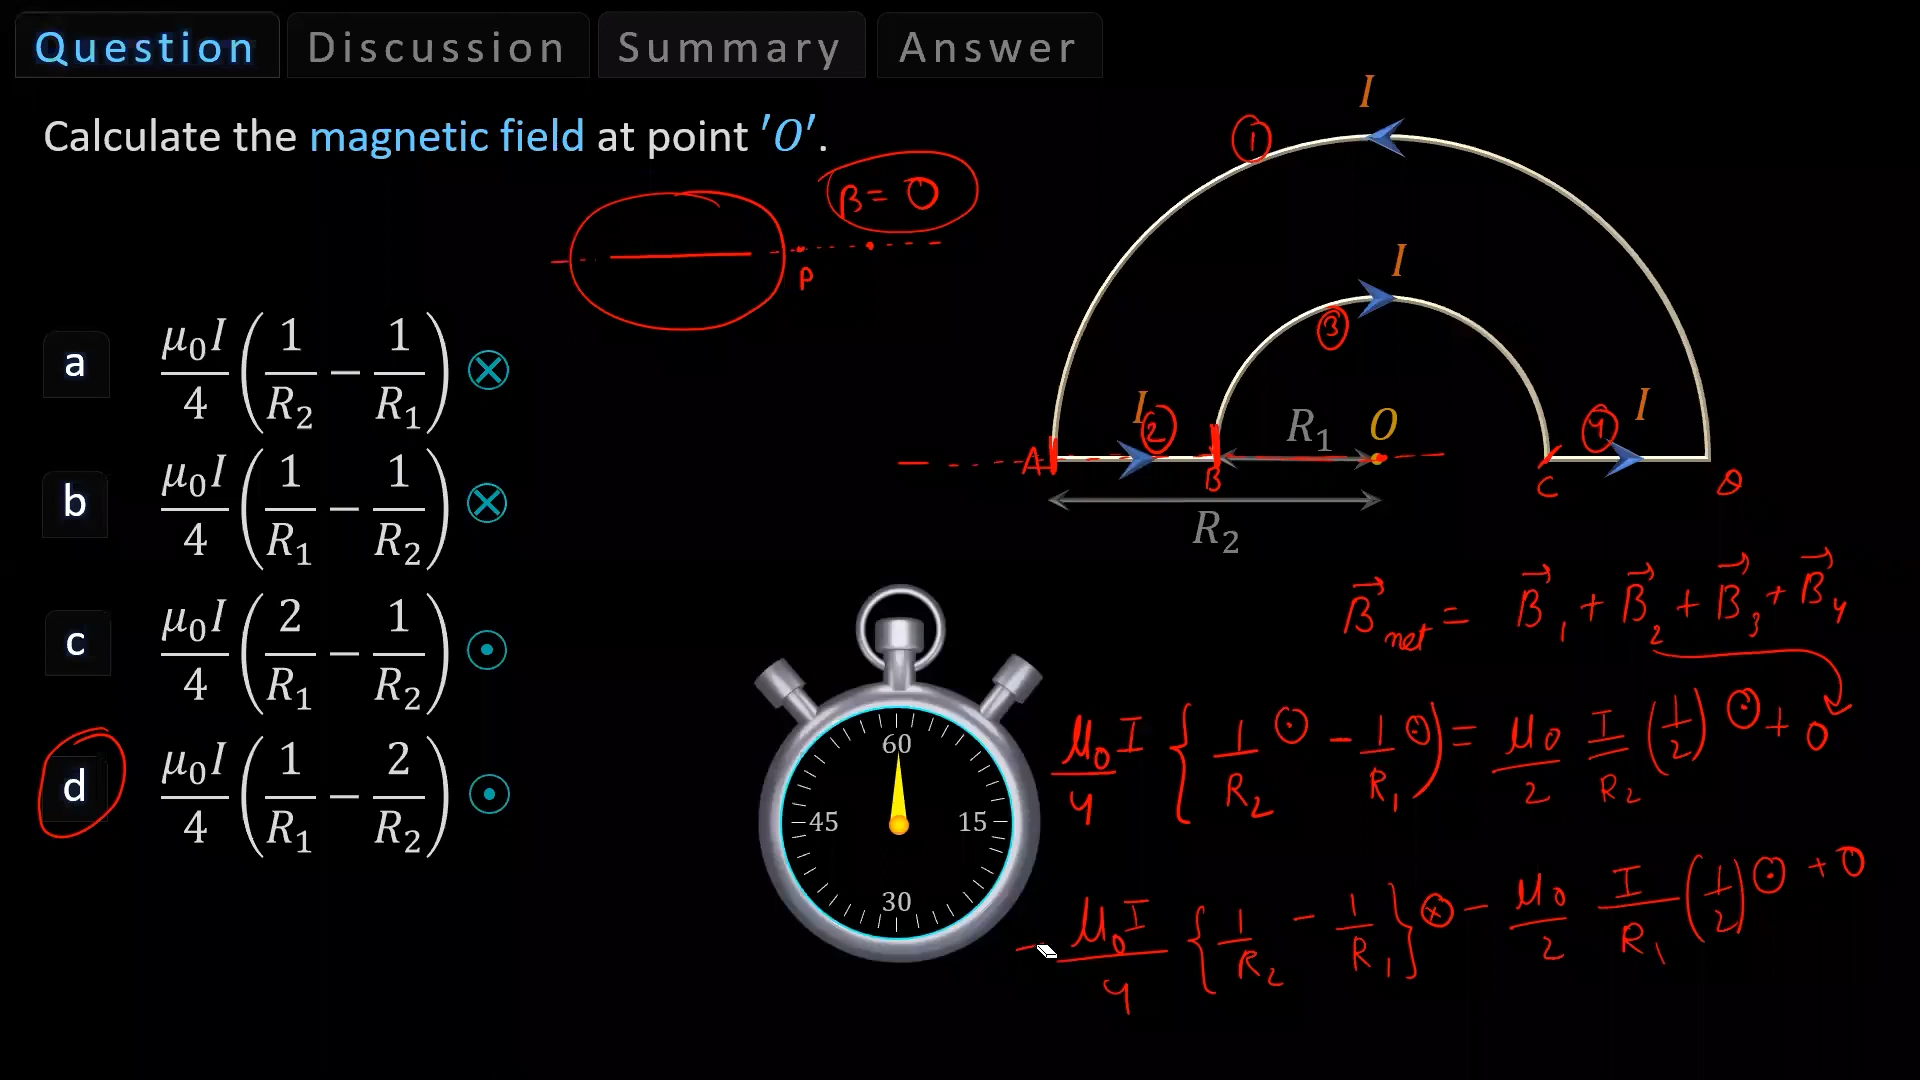 Question Discussion Summary Answer
Calculate the magnetic field at point 'O'.
B = 0
P
a μ₀I/4 (1/R₂ − 1/R₁) ⊗
b μ₀I/4 (1/R₁ − 1/R₂) ⊗
c μ₀I/4 (2/R₁ − 1/R₂) ⊙
d μ₀I/4 (1/R₁ − 2/R₂) ⊙
I
①
I
③
I ② R₁ O ④ I
A B C D
R₂
60
45 15
30
B⃗net = B⃗₁ + B⃗₂ + B⃗₃ + B⃗₄
μ₀I/4 {1/R₂ ⊙ − 1/R₁ ⊙) = μ₀/2 I/R₂ (1/2) ⊙ + 0
− μ₀I/4 {1/R₂ − 1/R₁} ⊗ − μ₀/2 I/R₁ (1/2) ⊙ + 0